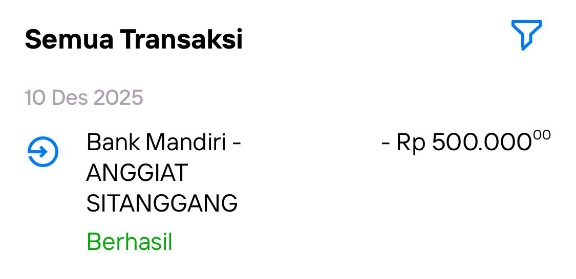 Semua Transaksi
10 Des 2025
Bank Mandiri - - Rp 500.000⁰⁰
ANGGIAT
SITANGGANG
Berhasil